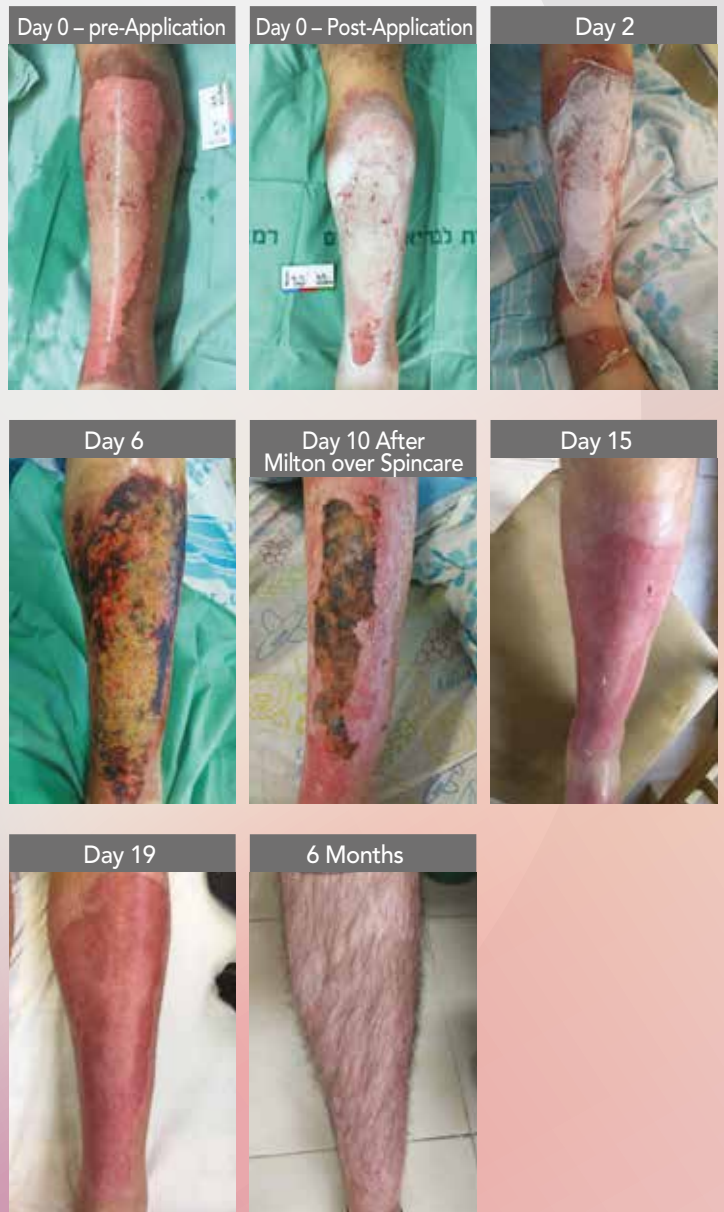 Day 0 – pre-Application
Day 0 – Post-Application
Day 2
Day 6
Day 10 After
Milton over Spincare
Day 15
Day 19
6 Months